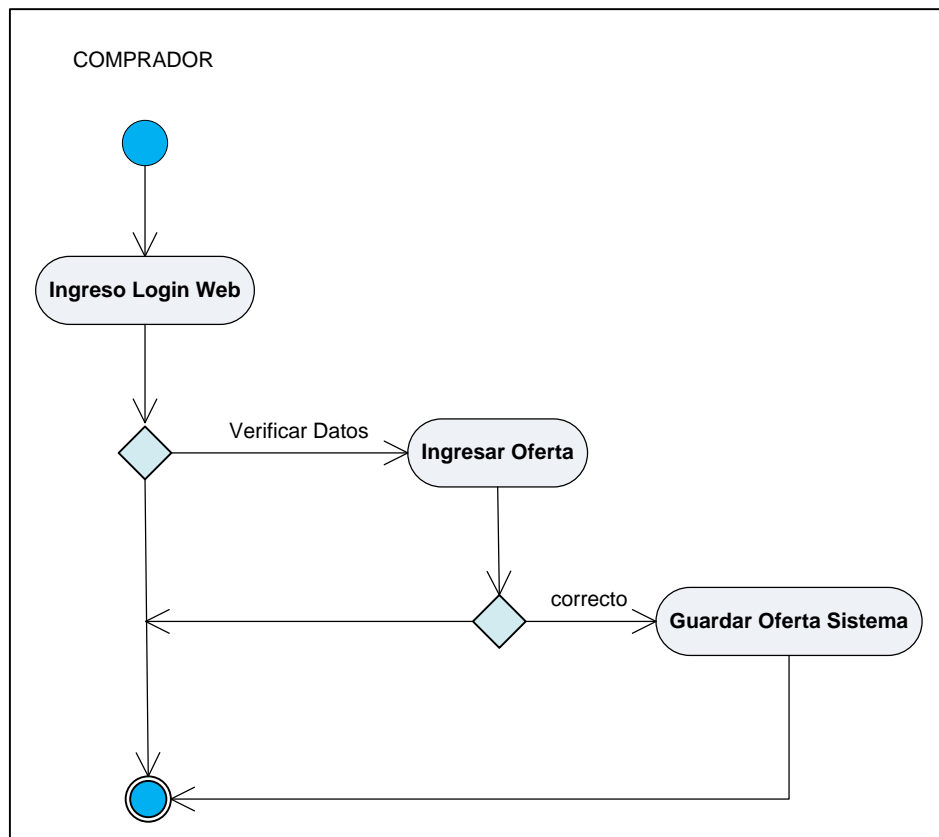 COMPRADOR
Ingreso Login Web
Verificar Datos
Ingresar Oferta
correcto
Guardar Oferta Sistema